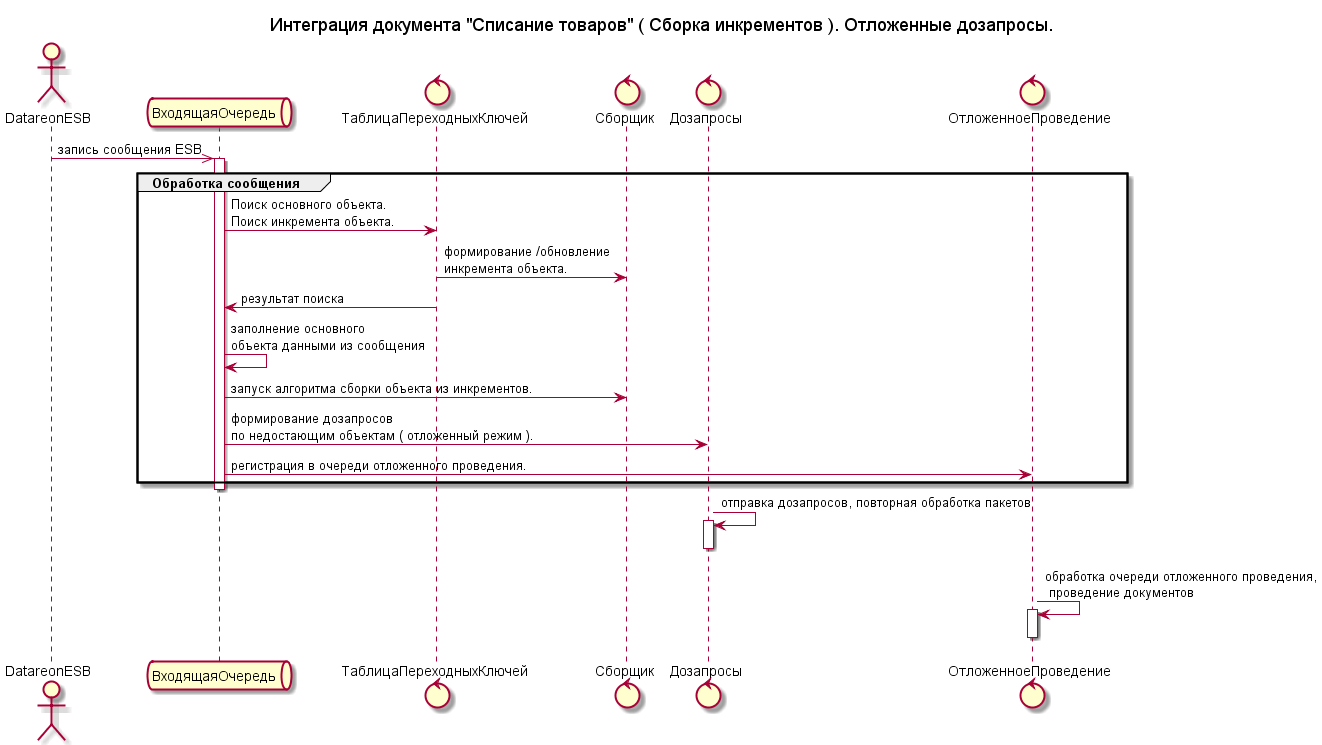 Интеграция документа "Списание товаров" ( Сборка инкрементов ). Отложенные дозапросы.
DatareonESB
ВходящаяОчередь
ТаблицаПереходныхКлючей
Сборщик
Дозапросы
ОтложенноеПроведение
запись сообщения ESB
Обработка сообщения
Поиск основного объекта.
Поиск инкремента объекта.
формирование /обновление
инкремента объекта.
результат поиска
заполнение основного
объекта данными из сообщения
запуск алгоритма сборки объекта из инкрементов.
формирование дозапросов
по недостающим объектам ( отложенный режим ).
регистрация в очереди отложенного проведения.
отправка дозапросов, повторная обработка пакетов
обработка очереди отложенного проведения,
проведение документов
DatareonESB
ВходящаяОчередь
ТаблицаПереходныхКлючей
Сборщик
Дозапросы
ОтложенноеПроведение